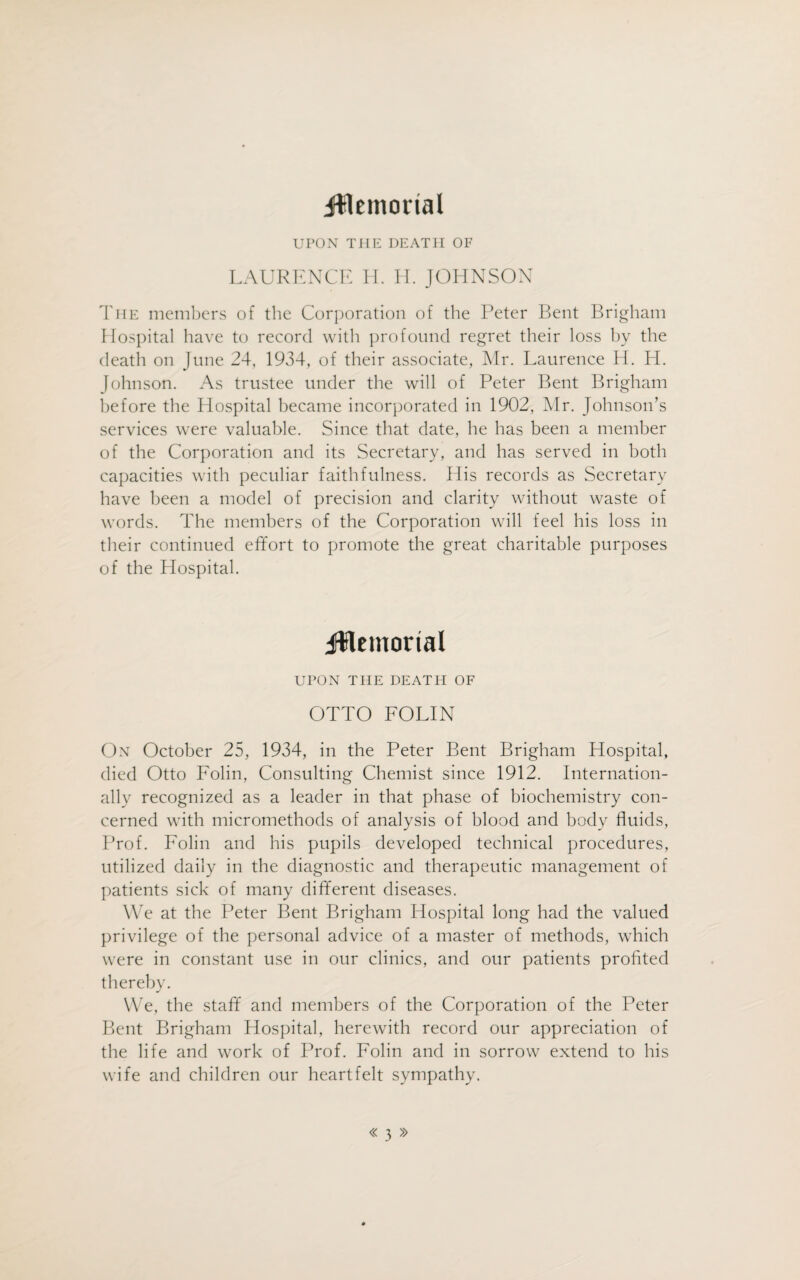 Memorial
UPON THE DEATH OF
LAURENCE H. H. JOHNSON
THE members of the Corporation of the Peter Bent Brigham
Hospital have to record with profound regret their loss by the
death on June 24, 1934, of their associate, Mr. Laurence H. H.
Johnson. As trustee under the will of Peter Bent Brigham
before the Hospital became incorporated in 1902, Mr. Johnson's
services were valuable. Since that date, he has been a member
of the Corporation and its Secretary, and has served in both
capacities with peculiar faithfulness. His records as Secretary
have been a model of precision and clarity without waste of
words. The members of the Corporation will feel his loss in
their continued effort to promote the great charitable purposes
of the Hospital.
Memorial
UPON THE DEATH OF
OTTO FOLIN
ON October 25, 1934, in the Peter Bent Brigham Hospital,
died Otto Folin, Consulting Chemist since 1912. Internation-
ally recognized as a leader in that phase of biochemistry con-
cerned with micromethods of analysis of blood and body fluids,
Prof. Folin and his pupils developed technical procedures,
utilized daily in the diagnostic and therapeutic management of
patients sick of many different diseases.
We at the Peter Bent Brigham Hospital long had the valued
privilege of the personal advice of a master of methods, which
were in constant use in our clinics, and our patients profited
thereby.
We, the staff and members of the Corporation of the Peter
Bent Brigham Hospital, herewith record our appreciation of
the life and work of Prof. Folin and in sorrow extend to his
wife and children our heartfelt sympathy.
« 3 »